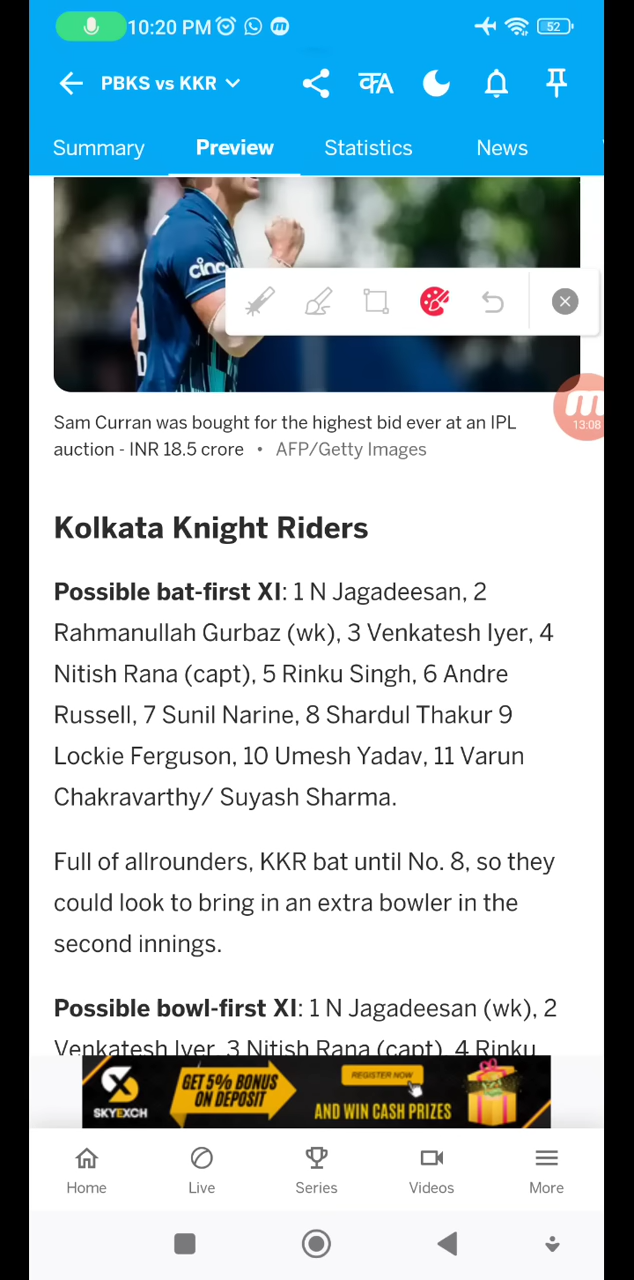 10:20 PM
52
PBKS vs KKR
Summary Preview Statistics News
cinc
13:08
Sam Curran was bought for the highest bid ever at an IPL
auction - INR 18.5 crore • AFP/Getty Images
Kolkata Knight Riders
Possible bat-first XI: 1 N Jagadeesan, 2
Rahmanullah Gurbaz (wk), 3 Venkatesh Iyer, 4
Nitish Rana (capt), 5 Rinku Singh, 6 Andre
Russell, 7 Sunil Narine, 8 Shardul Thakur 9
Lockie Ferguson, 10 Umesh Yadav, 11 Varun
Chakravarthy/ Suyash Sharma.
Full of allrounders, KKR bat until No. 8, so they
could look to bring in an extra bowler in the
second innings.
Possible bowl-first XI: 1 N Jagadeesan (wk), 2
Venkatesh Iyer, 3 Nitish Rana (capt), 4 Rinku
SKYEXCH
GET 5% BONUS
ON DEPOSIT
REGISTER NOW
AND WIN CASH PRIZES
Home Live Series Videos More